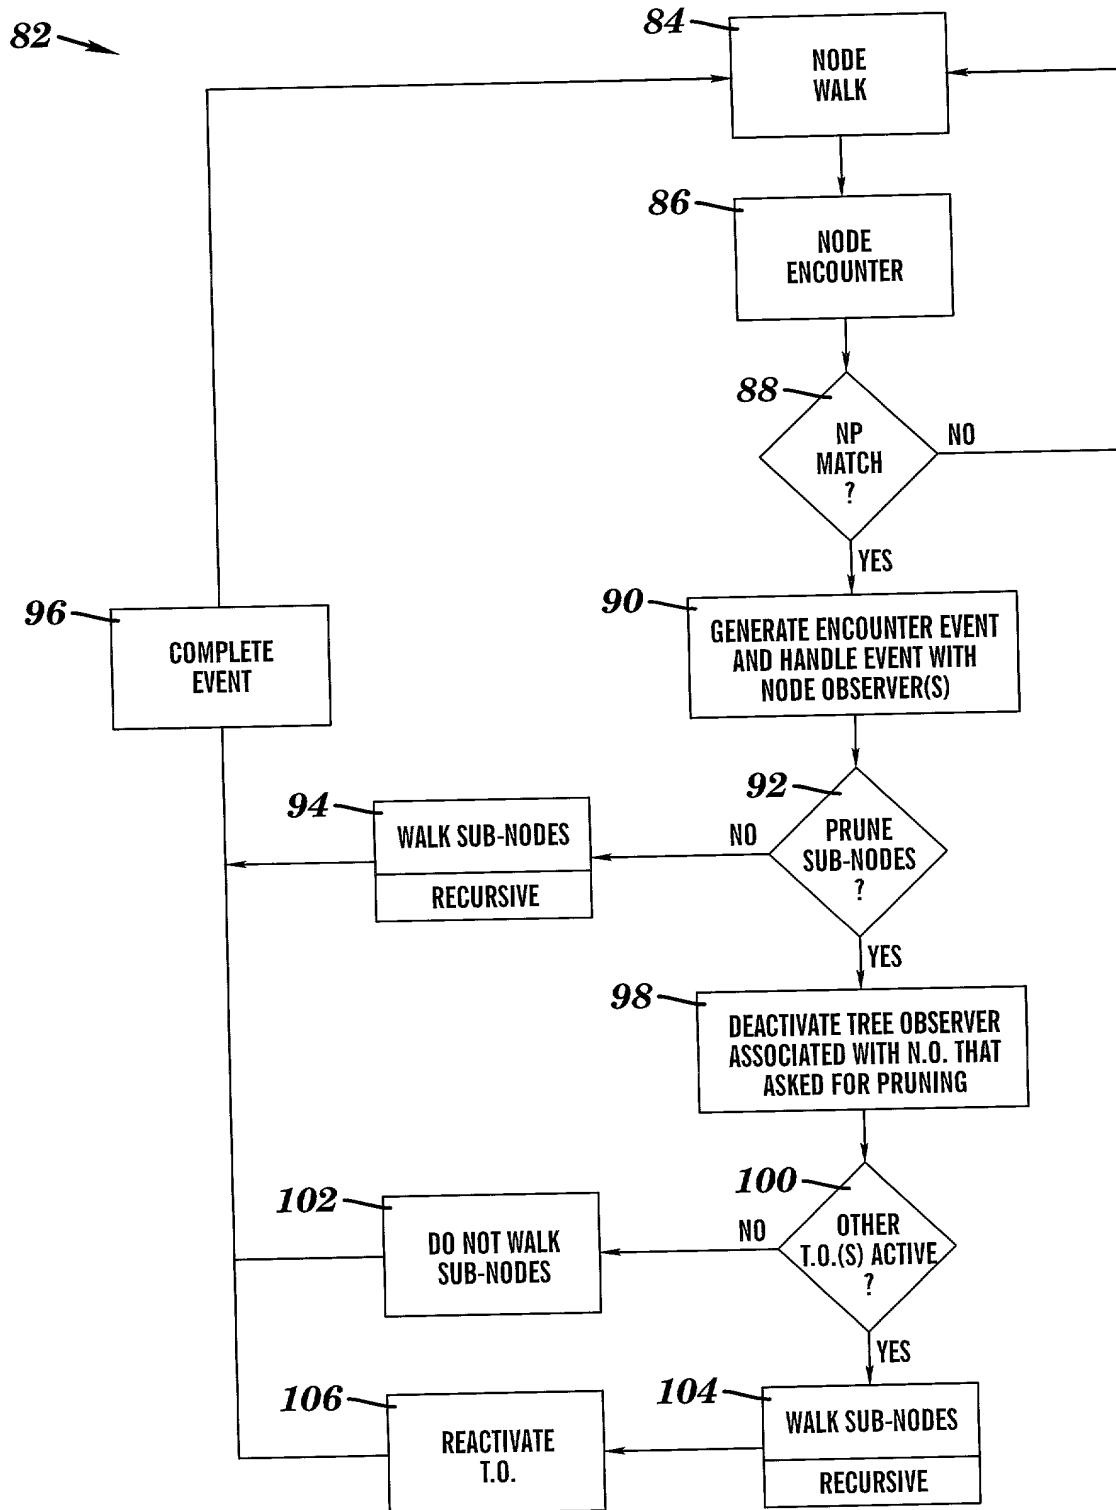 82
84
NODE
WALK
86
NODE
ENCOUNTER
88
NP
MATCH
?
NO
YES
90
GENERATE ENCOUNTER EVENT
AND HANDLE EVENT WITH
NODE OBSERVER(S)
96
COMPLETE
EVENT
92
PRUNE
SUB-NODES
?
NO
94
WALK SUB-NODES
RECURSIVE
YES
98
DEACTIVATE TREE OBSERVER
ASSOCIATED WITH N.O. THAT
ASKED FOR PRUNING
100
OTHER
T.O.(S) ACTIVE
?
NO
102
DO NOT WALK
SUB-NODES
YES
104
WALK SUB-NODES
RECURSIVE
106
REACTIVATE
T.O.